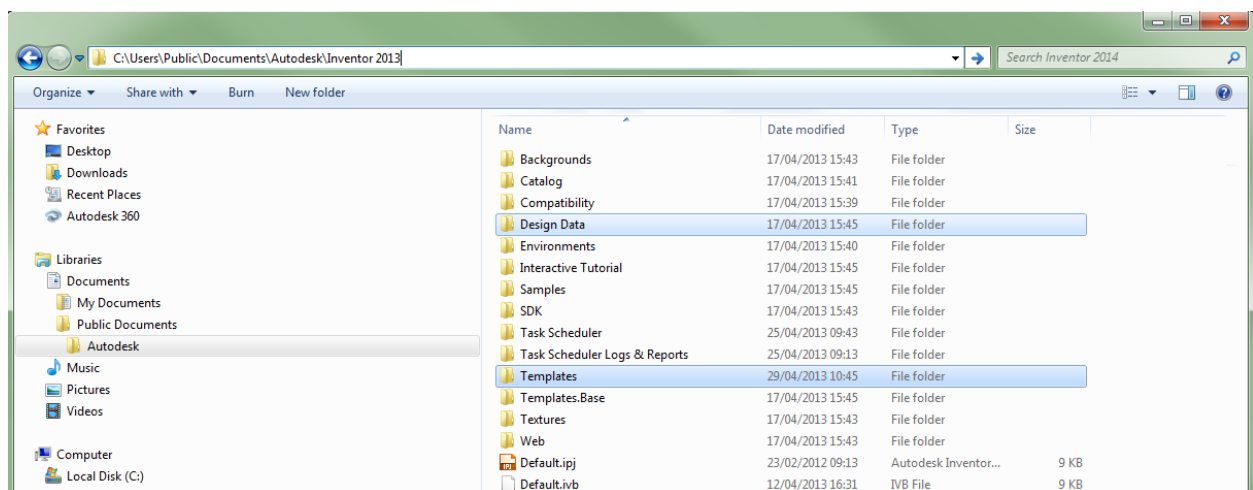 C:\Users\Public\Documents\Autodesk\Inventor 2013
Search Inventor 2014
Organize Share with Burn New folder
Favorites
Desktop
Downloads
Recent Places
Autodesk 360
Libraries
Documents
My Documents
Public Documents
Autodesk
Music
Pictures
Videos
Computer
Local Disk (C:)
Name Date modified Type Size
Backgrounds 17/04/2013 15:43 File folder
Catalog 17/04/2013 15:41 File folder
Compatibility 17/04/2013 15:39 File folder
Design Data 17/04/2013 15:45 File folder
Environments 17/04/2013 15:40 File folder
Interactive Tutorial 17/04/2013 15:45 File folder
Samples 17/04/2013 15:45 File folder
SDK 17/04/2013 15:43 File folder
Task Scheduler 25/04/2013 09:43 File folder
Task Scheduler Logs & Reports 25/04/2013 09:13 File folder
Templates 29/04/2013 10:45 File folder
Templates.Base 17/04/2013 15:45 File folder
Textures 17/04/2013 15:43 File folder
Web 17/04/2013 15:43 File folder
Default.ipj 23/02/2012 09:13 Autodesk Inventor... 9 KB
Default.ivb 12/04/2013 16:31 IVB File 9 KB